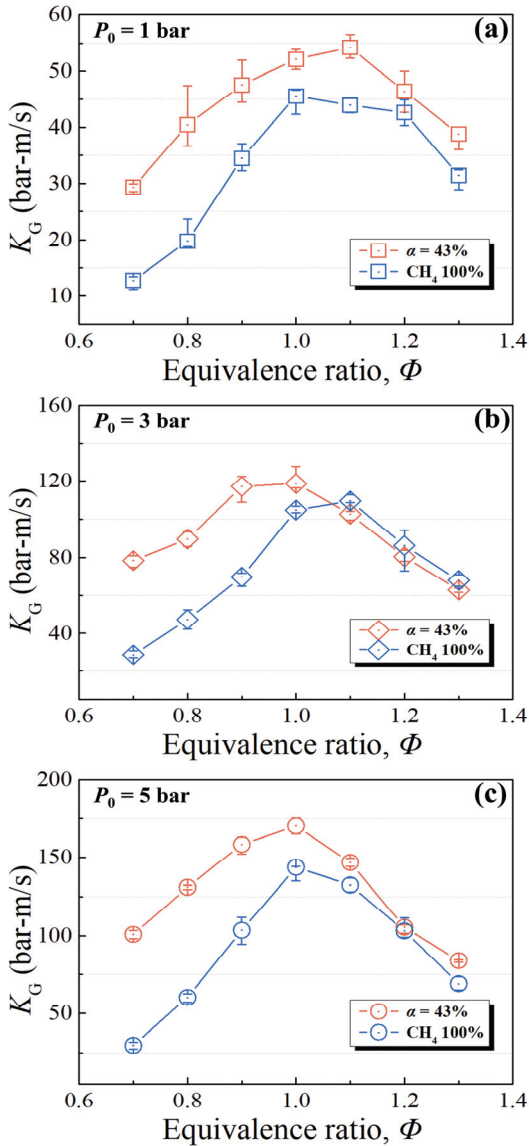 P₀ = 1 bar
(a)
60
50
40
30
20
10
K_G (bar-m/s)
α = 43%
CH₄ 100%
0.6 0.8 1.0 1.2 1.4
Equivalence ratio, Φ
P₀ = 3 bar
(b)
160
120
80
40
K_G (bar-m/s)
α = 43%
CH₄ 100%
0.6 0.8 1.0 1.2 1.4
Equivalence ratio, Φ
P₀ = 5 bar
(c)
200
150
100
50
K_G (bar-m/s)
α = 43%
CH₄ 100%
0.6 0.8 1.0 1.2 1.4
Equivalence ratio, Φ